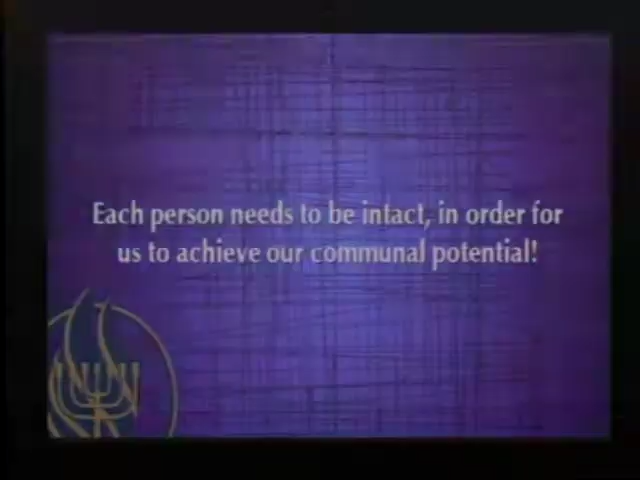 Each person needs to be intact, in order for
us to achieve our communal potential!